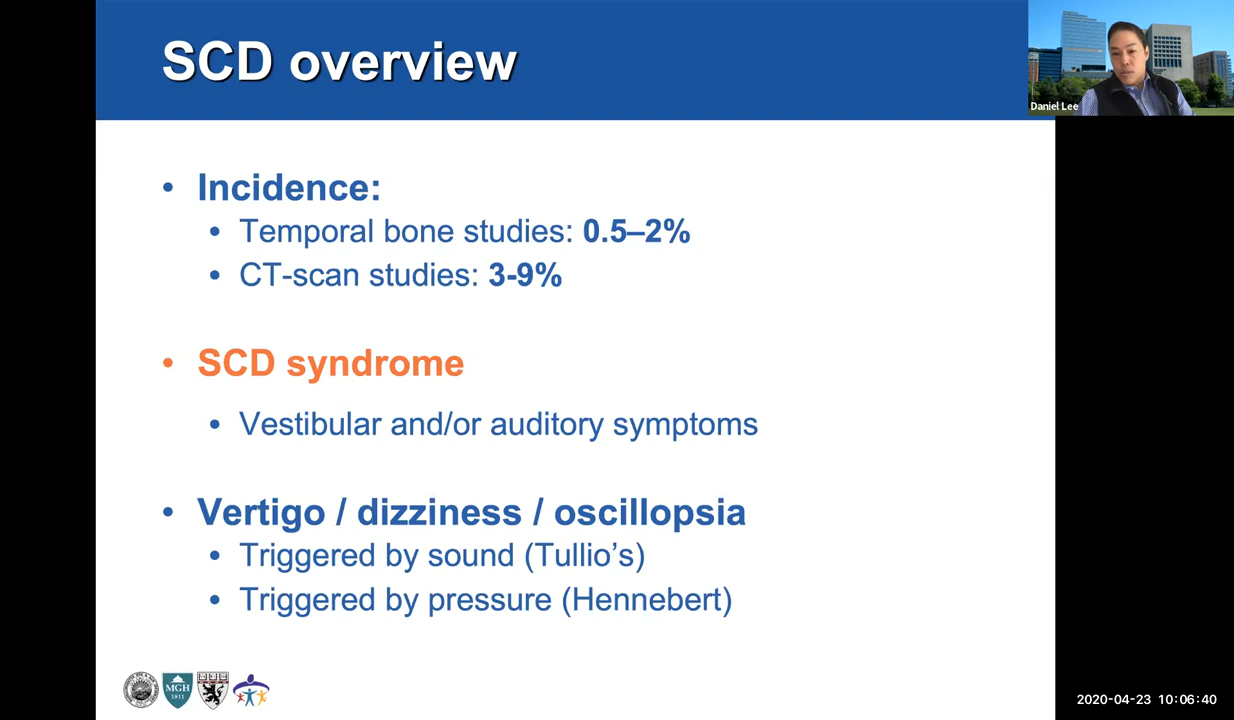 SCD overview
Daniel Lee
• Incidence:
• Temporal bone studies: 0.5–2%
• CT-scan studies: 3-9%
• SCD syndrome
• Vestibular and/or auditory symptoms
• Vertigo / dizziness / oscillopsia
• Triggered by sound (Tullio’s)
• Triggered by pressure (Hennebert)
MGH
1811
2020-04-23 10:06:40